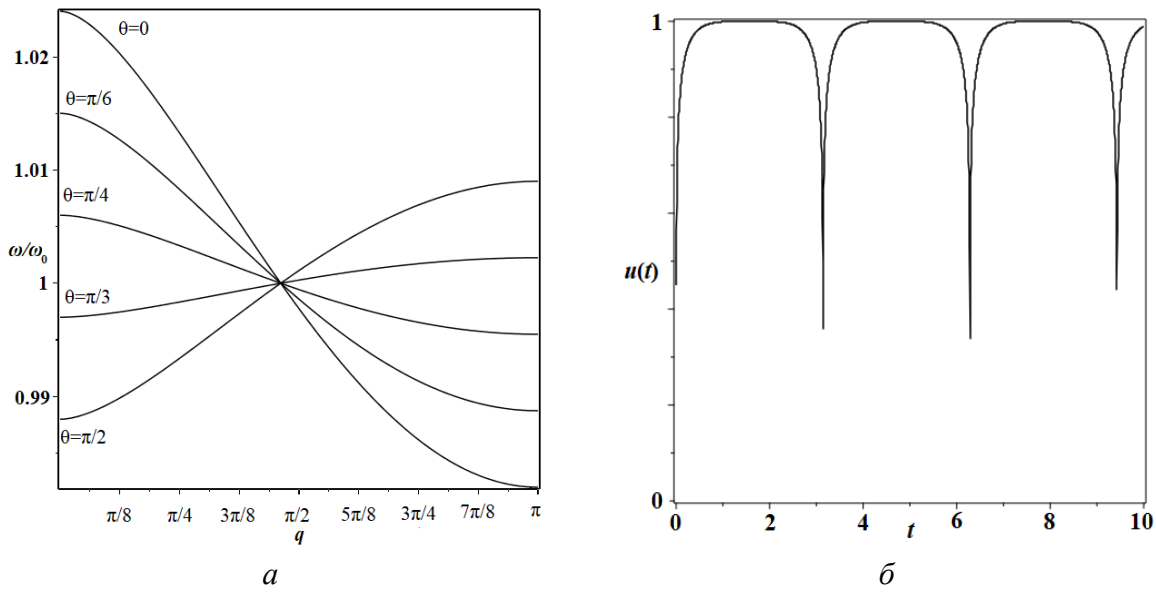 θ=0
1.02
θ=π/6
1.01
θ=π/4
ω/ω₀
1
θ=π/3
0.99
θ=π/2
π/8 π/4 3π/8 π/2 5π/8 3π/4 7π/8 π
q
а
1
u(t)
0
0 2 4 6 8 10
t
б